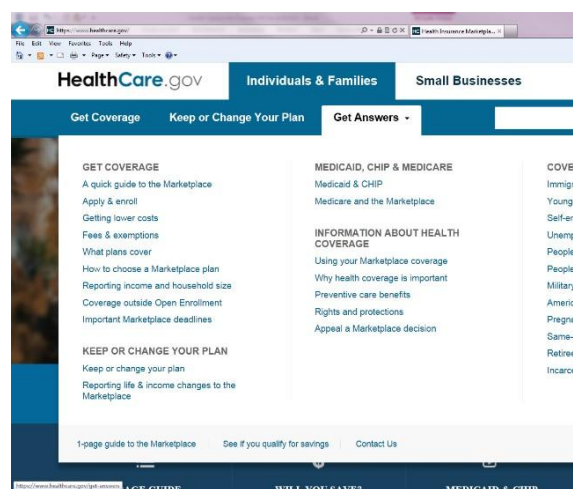 https://www.healthcare.gov/
Health Insurance Marketpla...
File Edit View Favorites Tools Help
Page Safety Tools
HealthCare.gov
Individuals & Families
Small Businesses
Get Coverage
Keep or Change Your Plan
Get Answers
GET COVERAGE
A quick guide to the Marketplace
Apply & enroll
Getting lower costs
Fees & exemptions
What plans cover
How to choose a Marketplace plan
Reporting income and household size
Coverage outside Open Enrollment
Important Marketplace deadlines
KEEP OR CHANGE YOUR PLAN
Keep or change your plan
Reporting life & income changes to the
Marketplace
MEDICAID, CHIP & MEDICARE
Medicaid & CHIP
Medicare and the Marketplace
INFORMATION ABOUT HEALTH
COVERAGE
Using your Marketplace coverage
Why health coverage is important
Preventive care benefits
Rights and protections
Appeal a Marketplace decision
COVE
Immig
Young
Self-e
Unemp
People
People
Military
Americ
Pregna
Same-
Retire
Incarc
1-page guide to the Marketplace
See if you qualify for savings
Contact Us
https://www.healthcare.gov/get-answers
AGE GUIDE
WILL YOU SAVE?
MEDICAID & CHIP